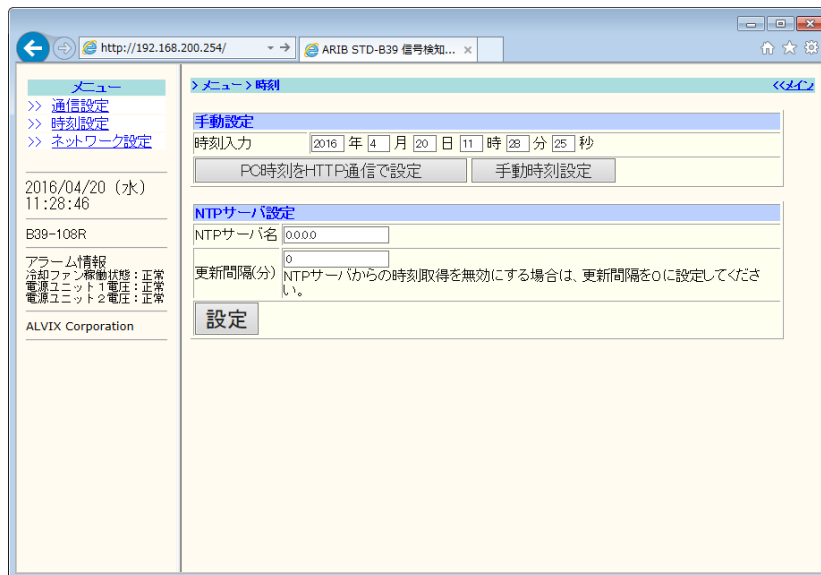 http://192.168.200.254/
ARIB STD-B39 信号検知...
メニュー
>> 通信設定
>> 時刻設定
>> ネットワーク設定
2016/04/20 (水)
11:28:46
B39-108R
アラーム情報
冷却ファン稼働状態：正常
電源ユニット１電圧：正常
電源ユニット２電圧：正常
ALVIX Corporation
> メニュー > 時刻
<<メイン
手動設定
時刻入力 2016 年 4 月 20 日 11 時 28 分 25 秒
PC時刻をHTTP通信で設定 手動時刻設定
NTPサーバ設定
NTPサーバ名 0.0.0.0
更新間隔(分) 0
NTPサーバからの時刻取得を無効にする場合は、更新間隔を0に設定してくださ
い。
設定